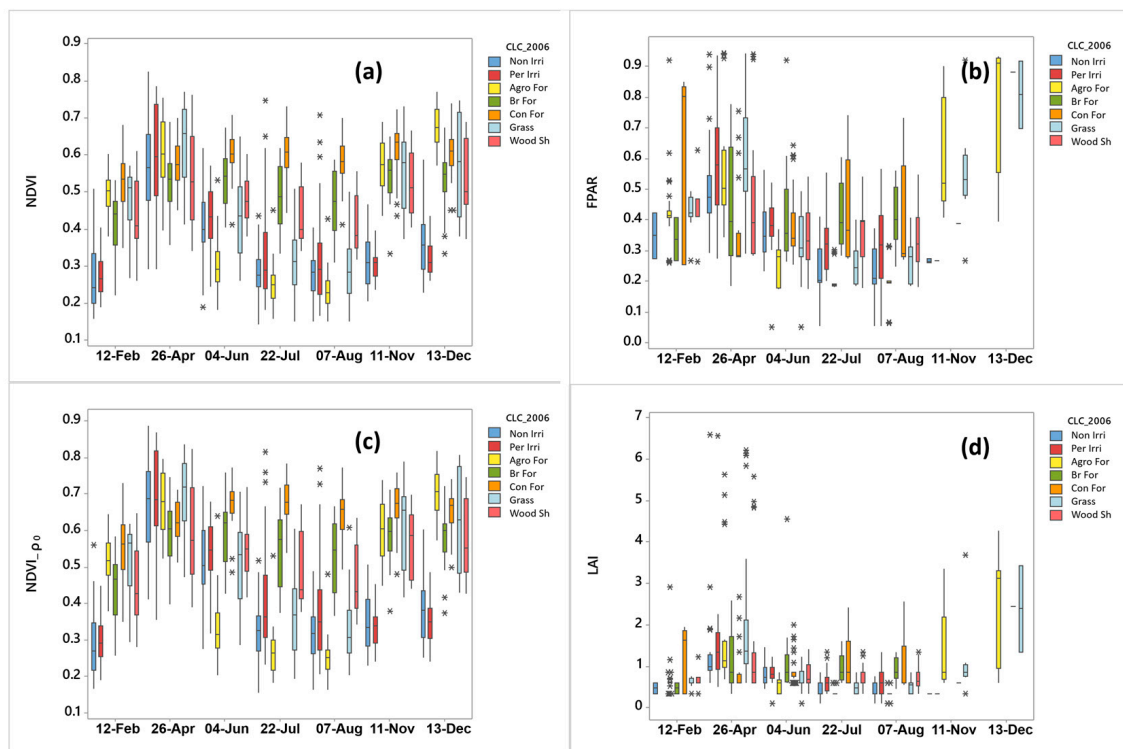 (a)
NDVI
0.9
0.8
0.7
0.6
0.5
0.4
0.3
0.2
0.1
12-Feb 26-Apr 04-Jun 22-Jul 07-Aug 11-Nov 13-Dec
CLC_2006
Non Irri
Per Irri
Agro For
Br For
Con For
Grass
Wood Sh
(b)
FPAR
0.9
0.8
0.7
0.6
0.5
0.4
0.3
0.2
0.1
0.0
12-Feb 26-Apr 04-Jun 22-Jul 07-Aug 11-Nov 13-Dec
CLC_2006
Non Irri
Per Irri
Agro For
Br For
Con For
Grass
Wood Sh
(c)
NDVI_ρ₀
0.9
0.8
0.7
0.6
0.5
0.4
0.3
0.2
0.1
12-Feb 26-Apr 04-Jun 22-Jul 07-Aug 11-Nov 13-Dec
CLC_2006
Non Irri
Per Irri
Agro For
Br For
Con For
Grass
Wood Sh
(d)
LAI
7
6
5
4
3
2
1
0
12-Feb 26-Apr 04-Jun 22-Jul 07-Aug 11-Nov 13-Dec
CLC_2006
Non Irri
Per Irri
Agro For
Br For
Con For
Grass
Wood Sh